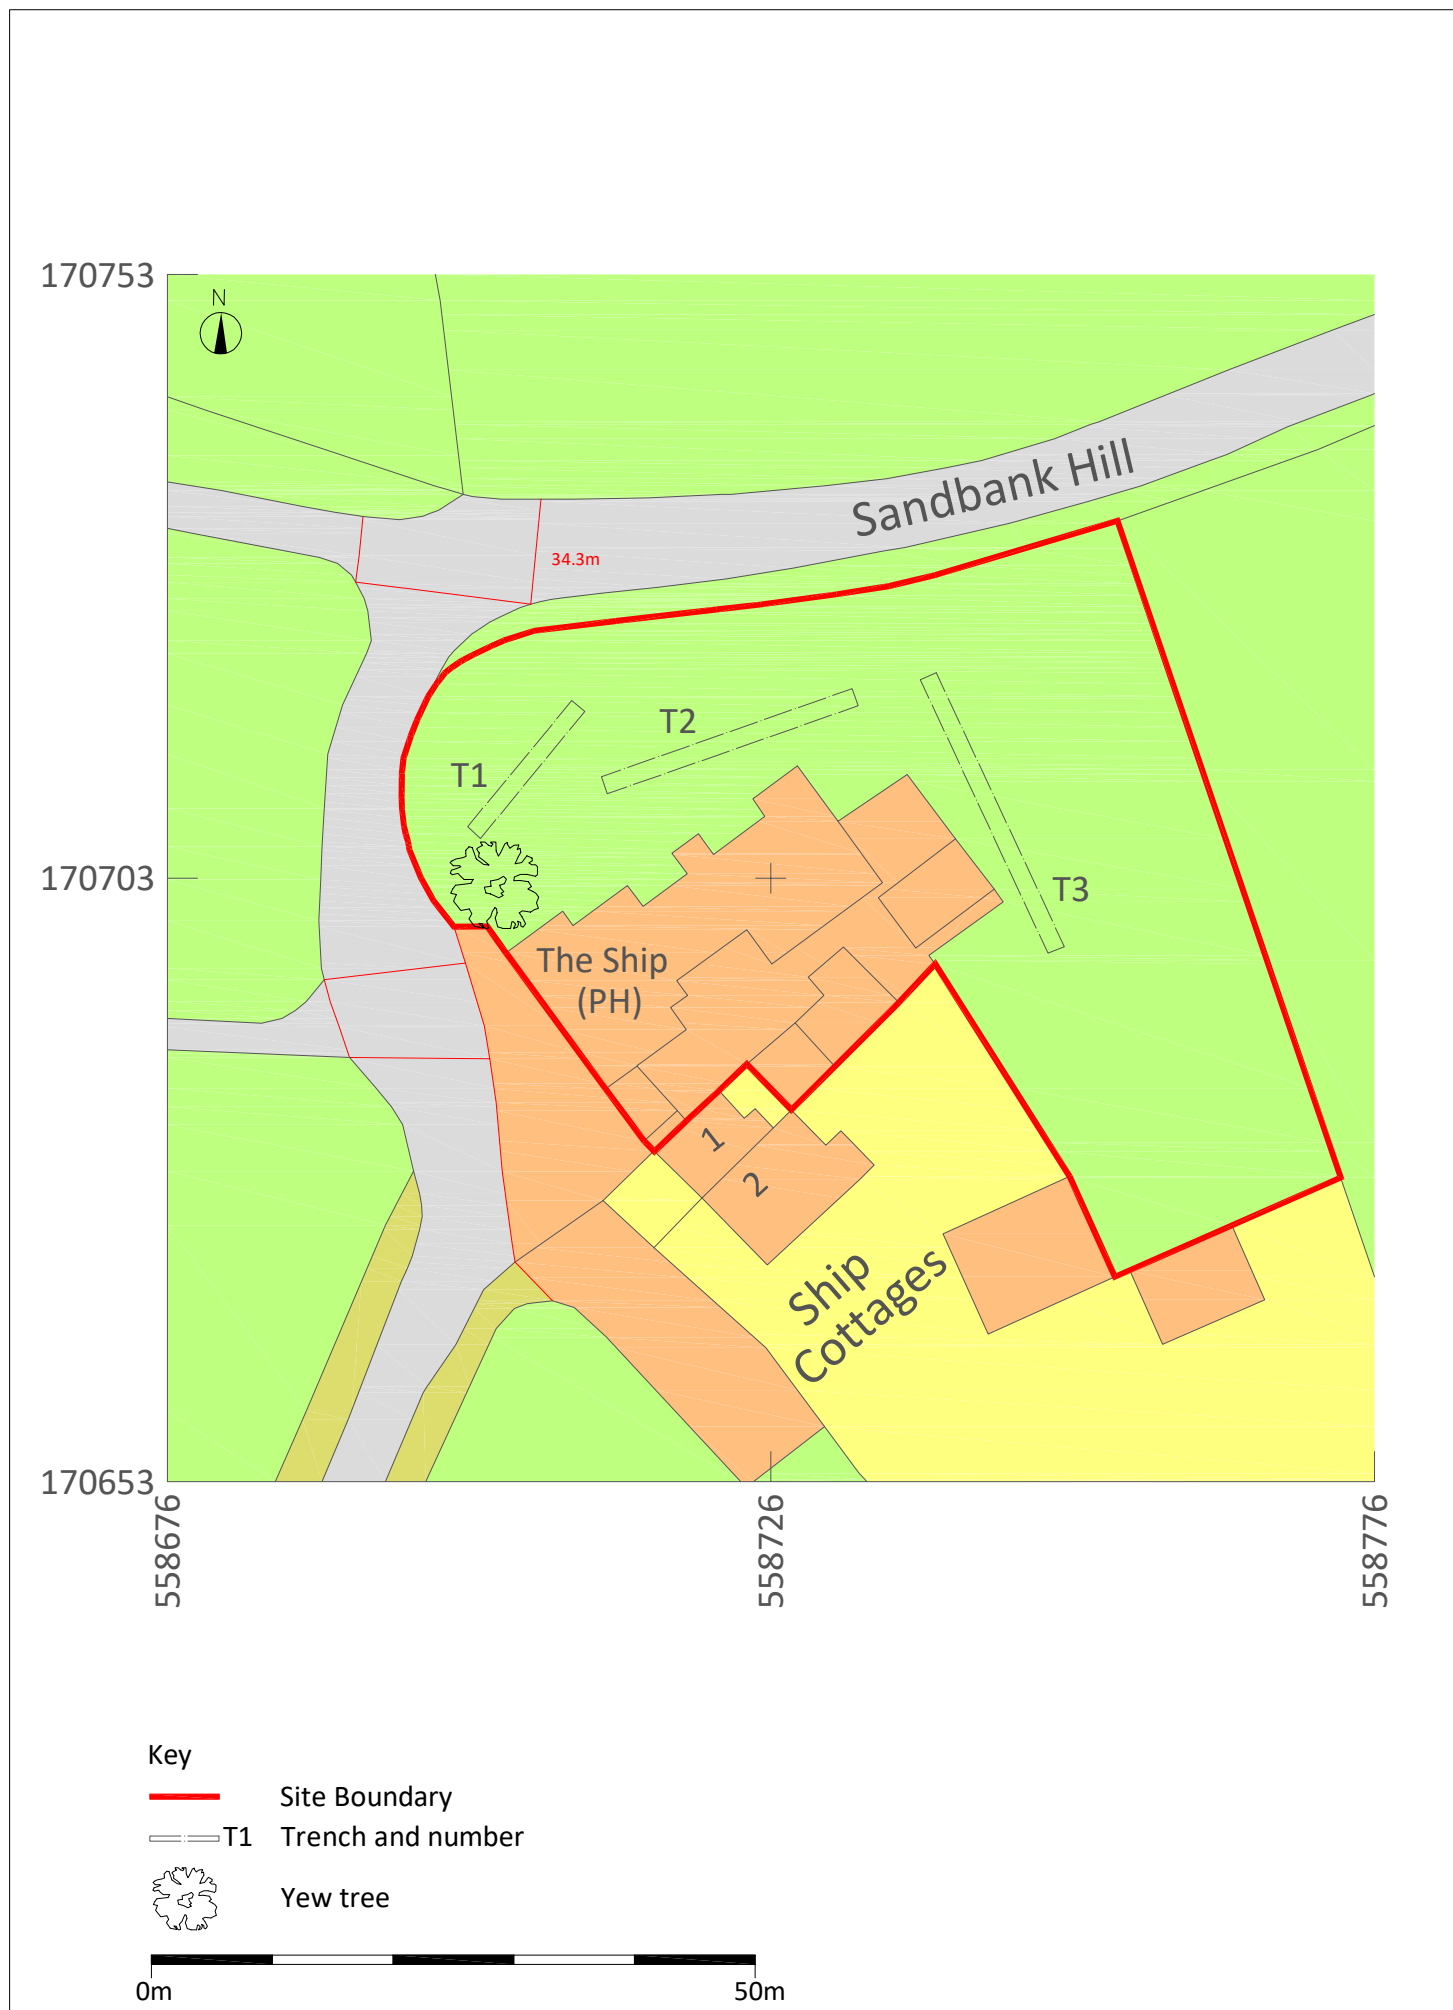 170753
N
Sandbank Hill
34.3m
T2
T1
170703
T3
The Ship
(PH)
1
2
Ship
Cottages
170653
558676
558726
558776
Key
Site Boundary
T1 Trench and number
Yew tree
0m 50m